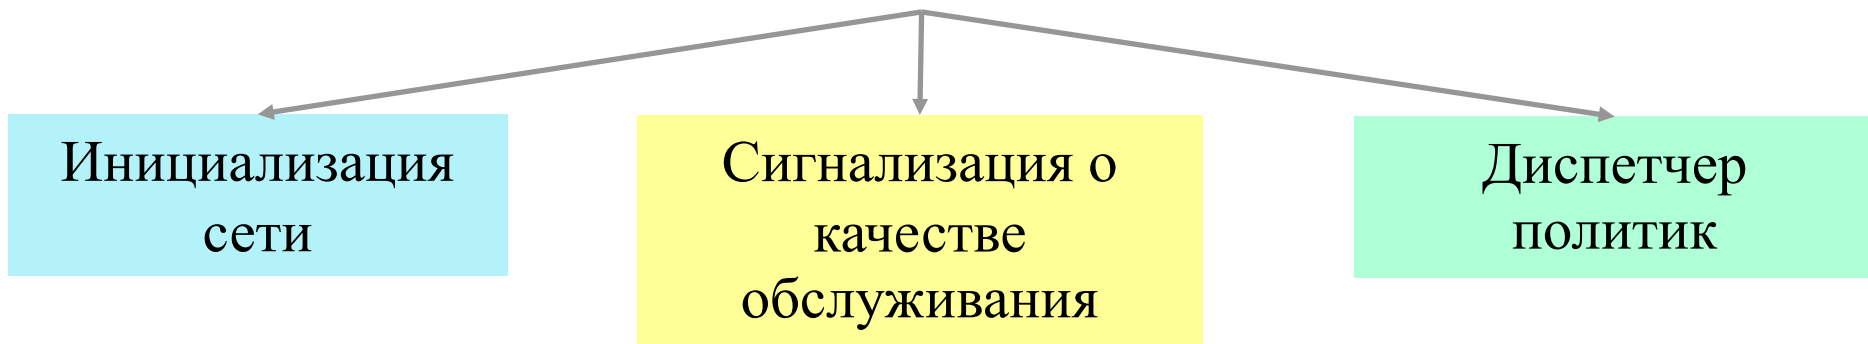 Инициализация
сети
Сигнализация о
качестве
обслуживания
Диспетчер
политик